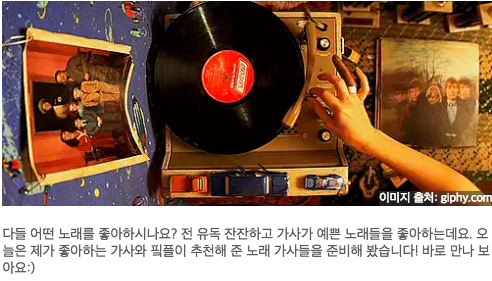 LONDON
이미지 출처: giphy.com
다들 어떤 노래를 좋아하시나요? 전 유독 잔잔하고 가사가 예쁜 노래들을 좋아하는데요. 오
늘은 제가 좋아하는 가사와 핔플이 추천해 준 노래 가사들을 준비해 봤습니다! 바로 만나 보
아요:)